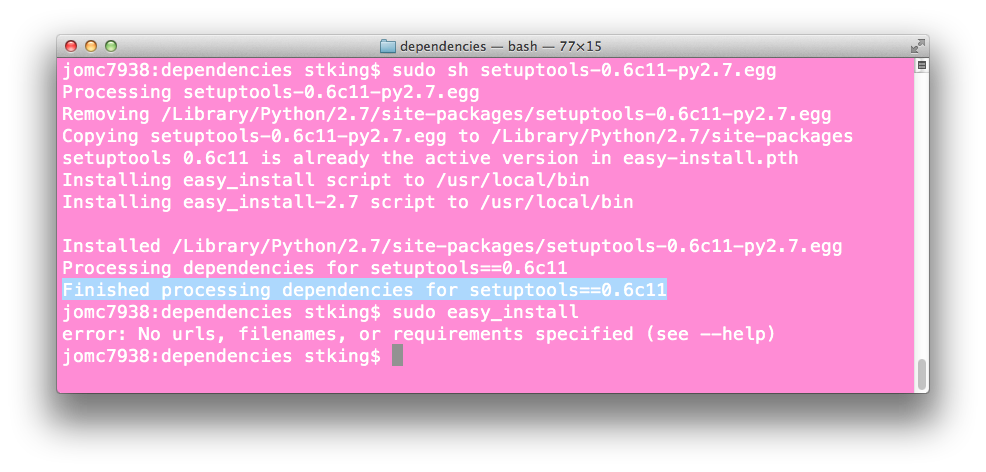 dependencies — bash — 77×15
jomc7938:dependencies stking$ sudo sh setuptools-0.6c11-py2.7.egg
Processing setuptools-0.6c11-py2.7.egg
Removing /Library/Python/2.7/site-packages/setuptools-0.6c11-py2.7.egg
Copying setuptools-0.6c11-py2.7.egg to /Library/Python/2.7/site-packages
setuptools 0.6c11 is already the active version in easy-install.pth
Installing easy_install script to /usr/local/bin
Installing easy_install-2.7 script to /usr/local/bin
Installed /Library/Python/2.7/site-packages/setuptools-0.6c11-py2.7.egg
Processing dependencies for setuptools==0.6c11
Finished processing dependencies for setuptools==0.6c11
jomc7938:dependencies stking$ sudo easy_install
error: No urls, filenames, or requirements specified (see --help)
jomc7938:dependencies stking$